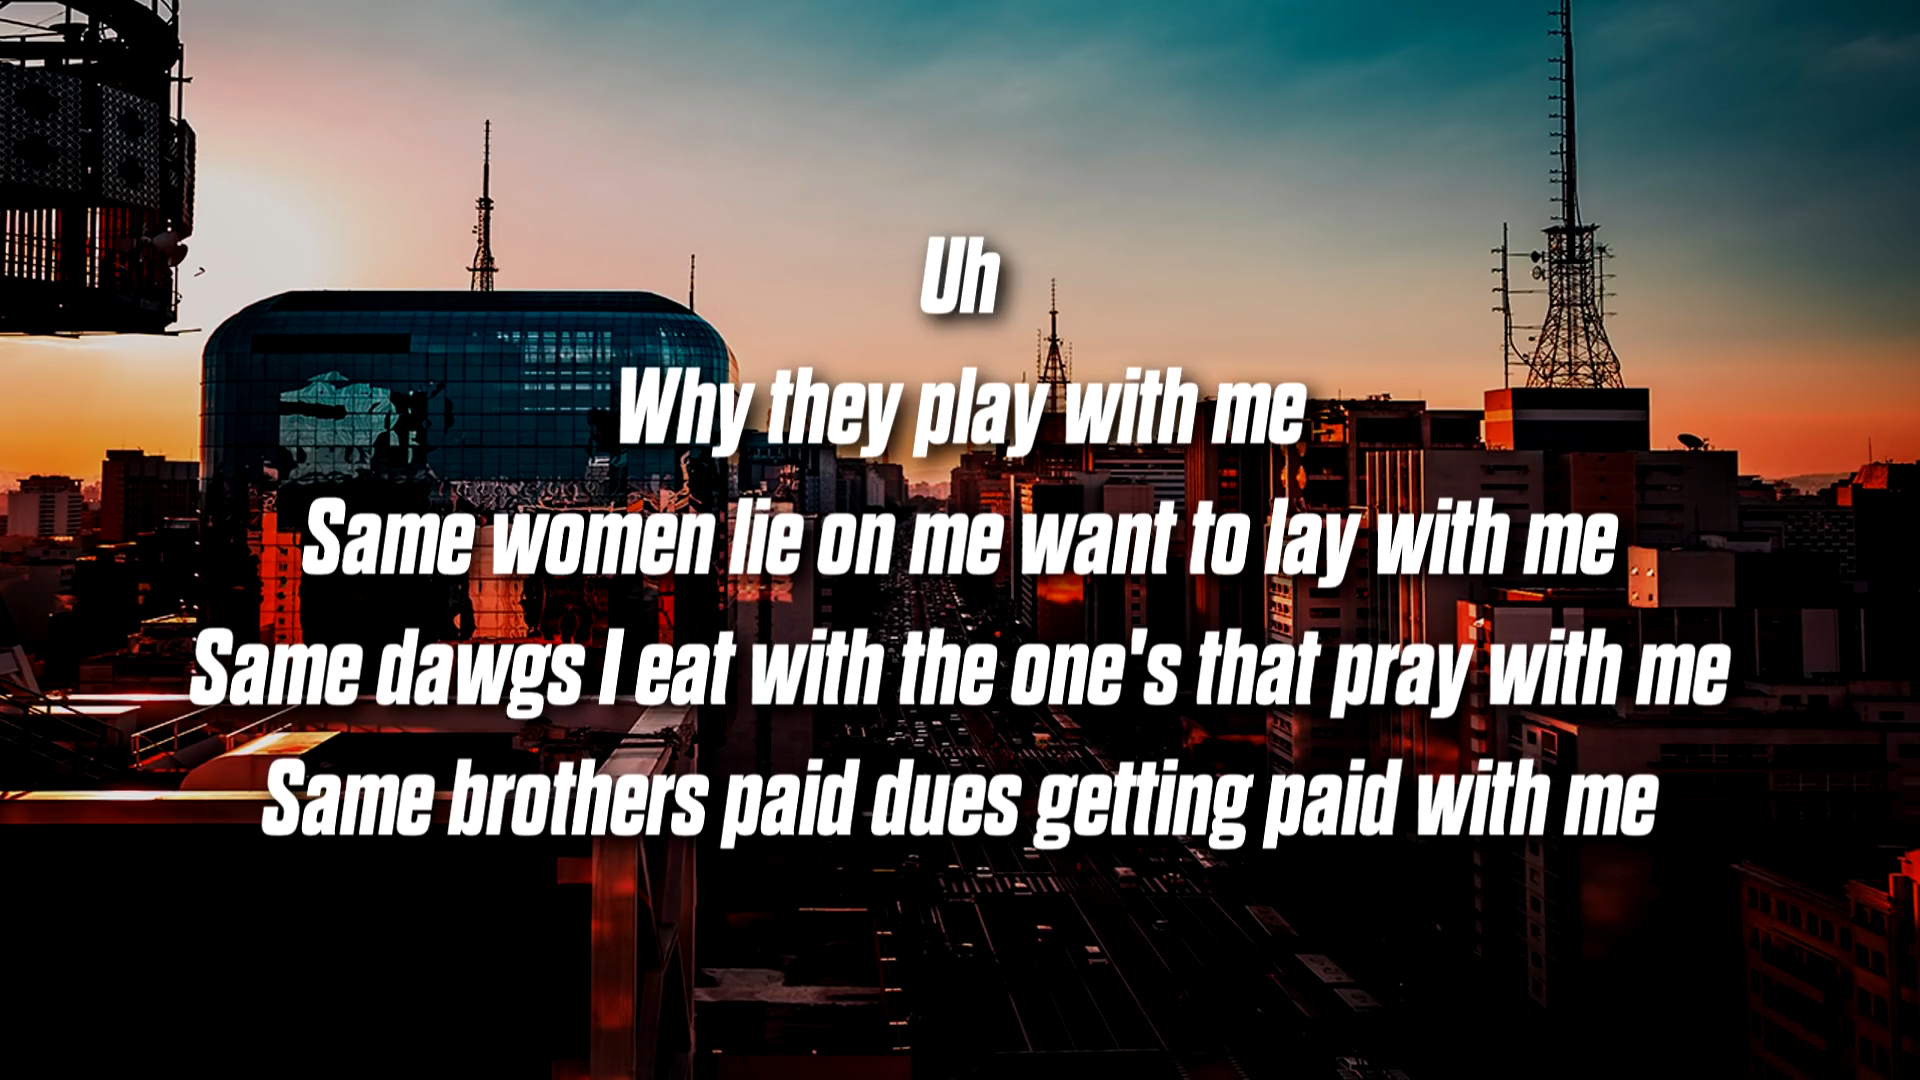 Uh
Why they play with me
Same women lie on me want to lay with me
Same dawgs I eat with the one's that pray with me
Same brothers paid dues getting paid with me